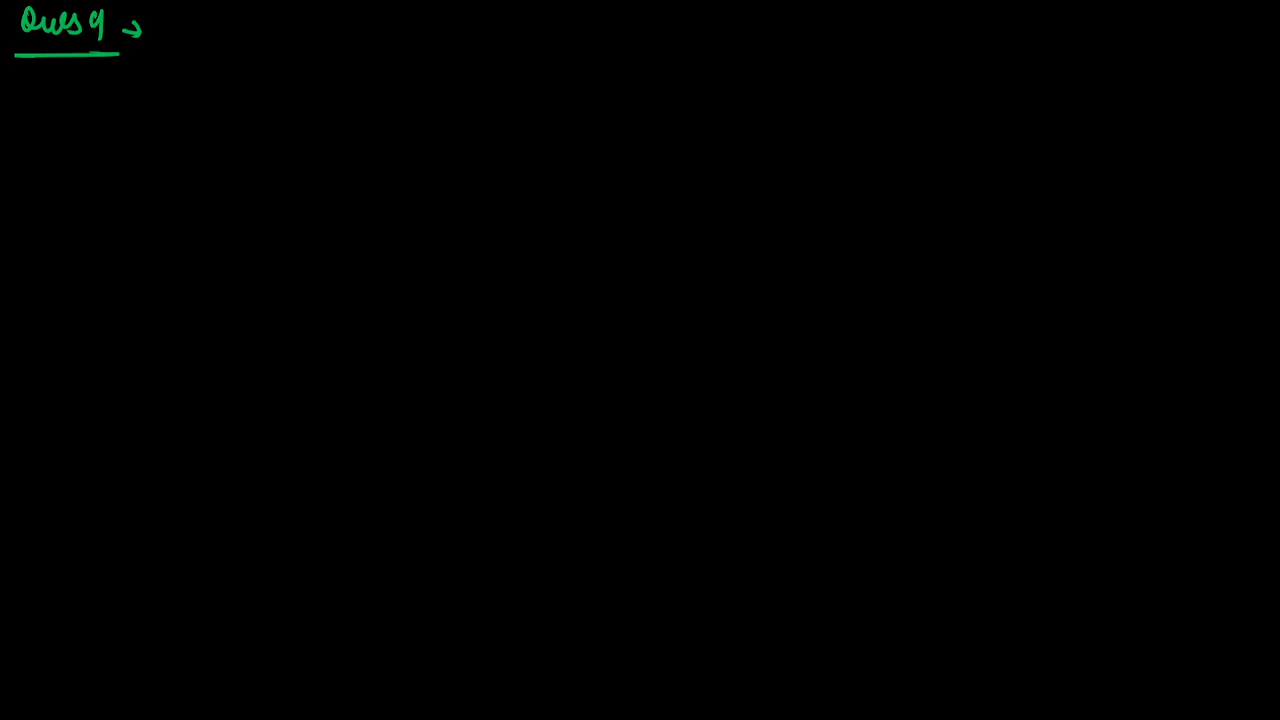 Ques 9 →